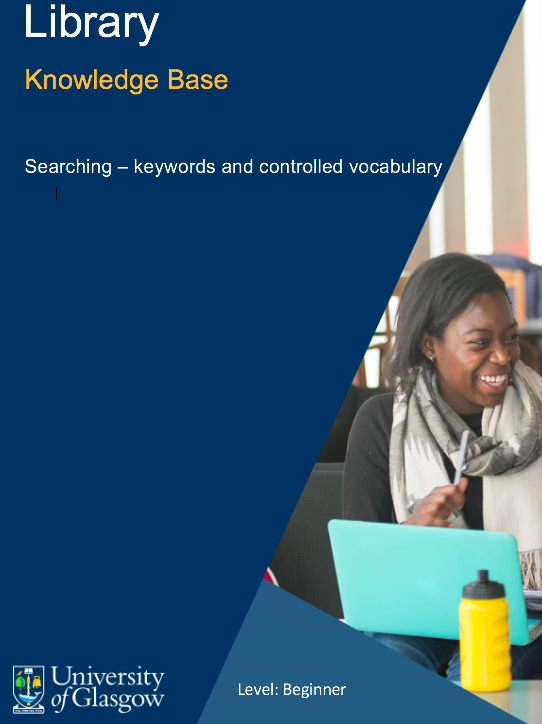 Library
Knowledge Base
Searching – keywords and controlled vocabulary
University
of Glasgow
Level: Beginner